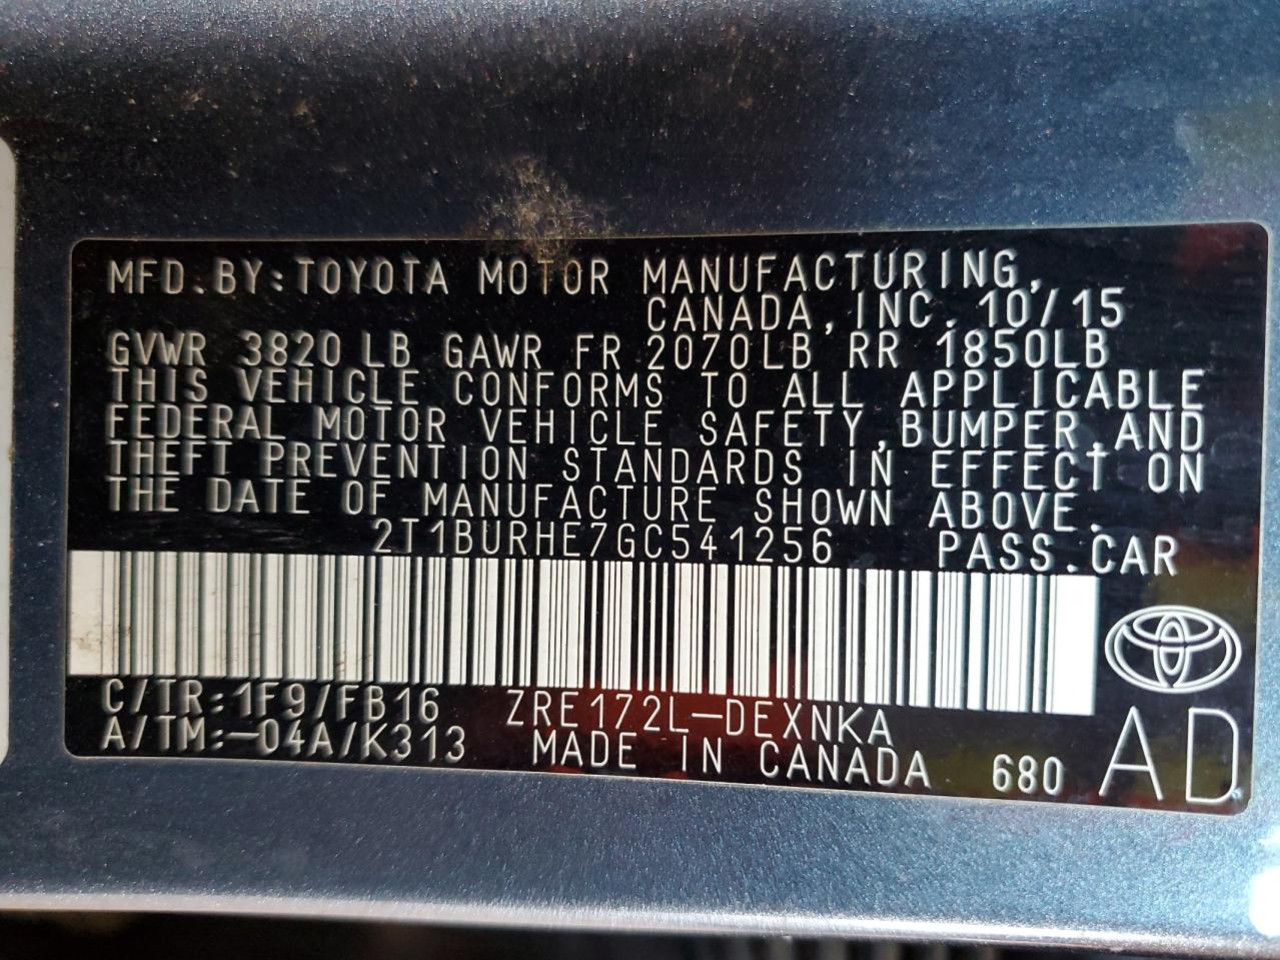 MFD.BY:TOYOTA MOTOR MANUFACTURING,
CANADA,INC. 10/15
GVWR 3820LB GAWR FR 2070LB RR 1850LB
THIS VEHICLE CONFORMS TO ALL APPLICABLE
FEDERAL MOTOR VEHICLE SAFETY,BUMPER,AND
THEFT PREVENTION STANDARDS IN EFFECT ON
THE DATE OF MANUFACTURE SHOWN ABOVE.
2T1BURHE7GC541256 PASS.CAR
C/TR:1F9/FB16 ZRE172L-DEXNKA
A/TM:-04A/K313 MADE IN CANADA 680 AD